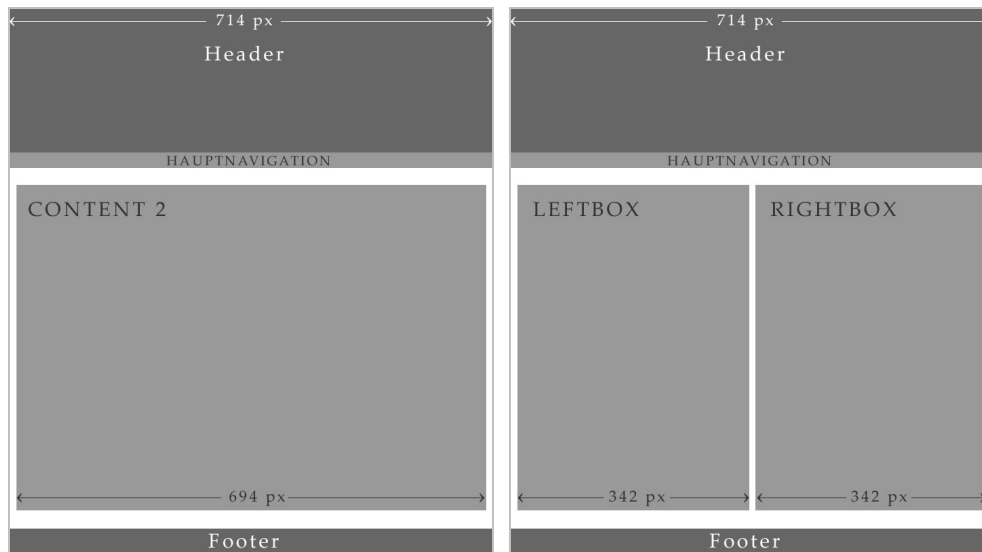 714 px
Header
HAUPTNAVIGATION
CONTENT 2
694 px
Footer
714 px
Header
HAUPTNAVIGATION
LEFTBOX
RIGHTBOX
342 px
342 px
Footer